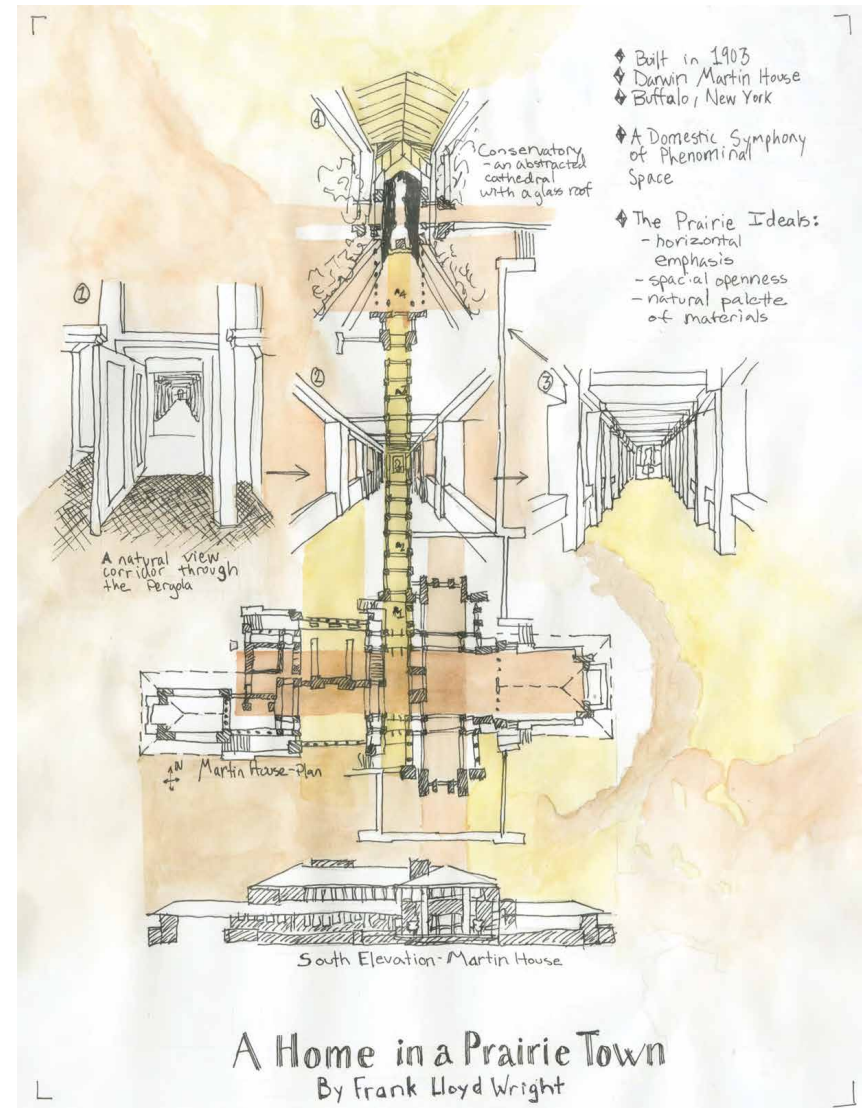 ♦ Built in 1903
♦ Darwin Martin House
♦ Buffalo, New York
♦ A Domestic Symphony
of Phenominal
Space
♦ The Prairie Ideals:
- horizontal
emphasis
- spacial openness
- natural palette
of materials
4
Conservatory
- an abstracted
cathedral
with a glass roof
1
2
3
A natural view
corridor through
the Pergola
N
Martin House-Plan
South Elevation-Martin House
A Home in a Prairie Town
By Frank Lloyd Wright